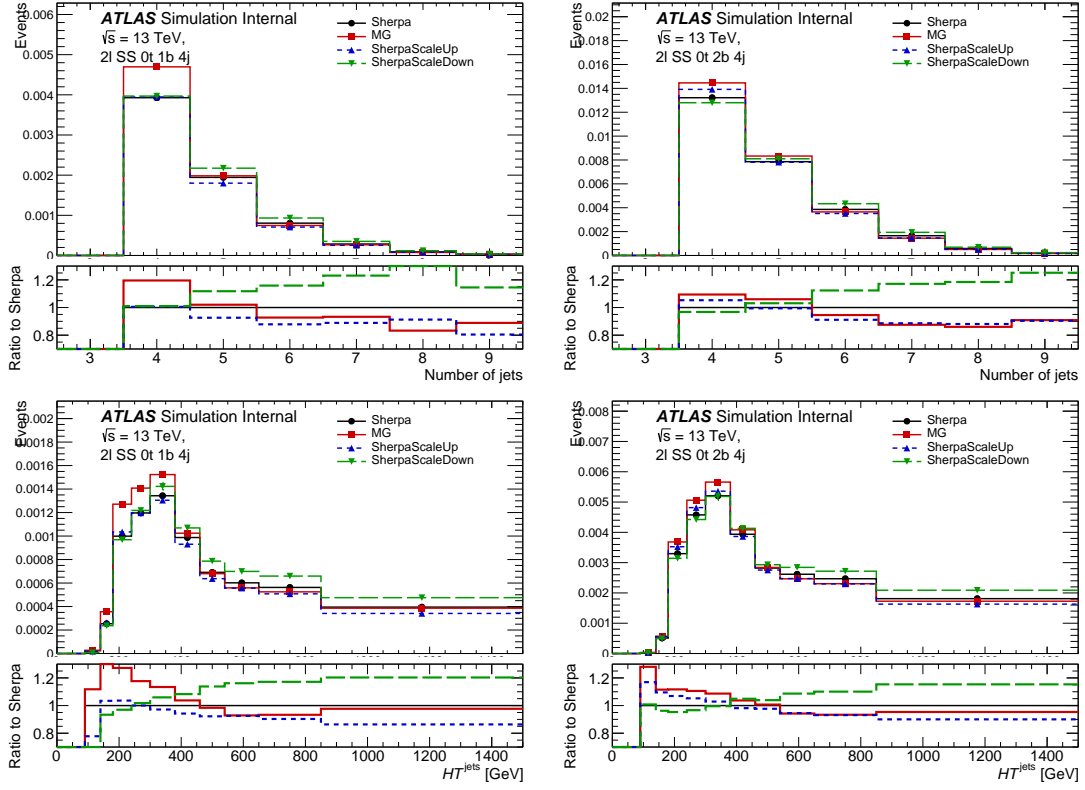 ATLAS Simulation Internal
√s = 13 TeV,
2l SS 0t 1b 4j
Sherpa
MG
SherpaScaleUp
SherpaScaleDown
Events
0.006
0.005
0.004
0.003
0.002
0.001
0
Ratio to Sherpa
1.2
1
0.8
3 4 5 6 7 8 9
Number of jets
ATLAS Simulation Internal
√s = 13 TeV,
2l SS 0t 2b 4j
Sherpa
MG
SherpaScaleUp
SherpaScaleDown
Events
0.02
0.018
0.016
0.014
0.012
0.01
0.008
0.006
0.004
0.002
0
Ratio to Sherpa
1.2
1
0.8
3 4 5 6 7 8 9
Number of jets
ATLAS Simulation Internal
√s = 13 TeV,
2l SS 0t 1b 4j
Sherpa
MG
SherpaScaleUp
SherpaScaleDown
Events
0.002
0.0018
0.0016
0.0014
0.0012
0.001
0.0008
0.0006
0.0004
0.0002
0
Ratio to Sherpa
1.2
1
0.8
0 200 400 600 800 1000 1200 1400
HT^jets [GeV]
ATLAS Simulation Internal
√s = 13 TeV,
2l SS 0t 2b 4j
Sherpa
MG
SherpaScaleUp
SherpaScaleDown
Events
0.008
0.007
0.006
0.005
0.004
0.003
0.002
0.001
0
Ratio to Sherpa
1.2
1
0.8
0 200 400 600 800 1000 1200 1400
HT^jets [GeV]